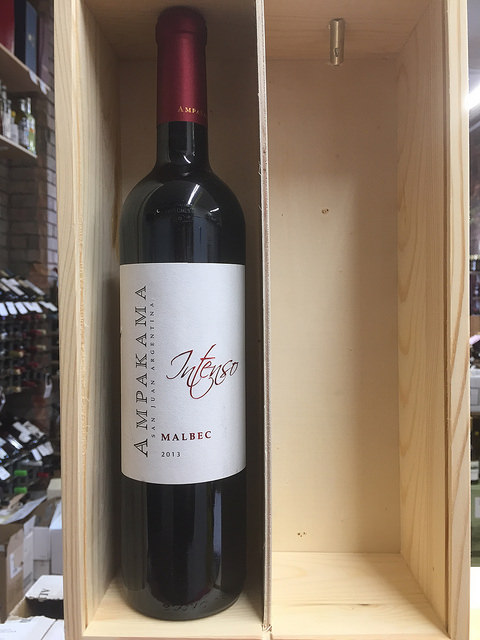 AMPAKAMA
SAN JUAN ARGENTINA
Intenso
MALBEC
2013